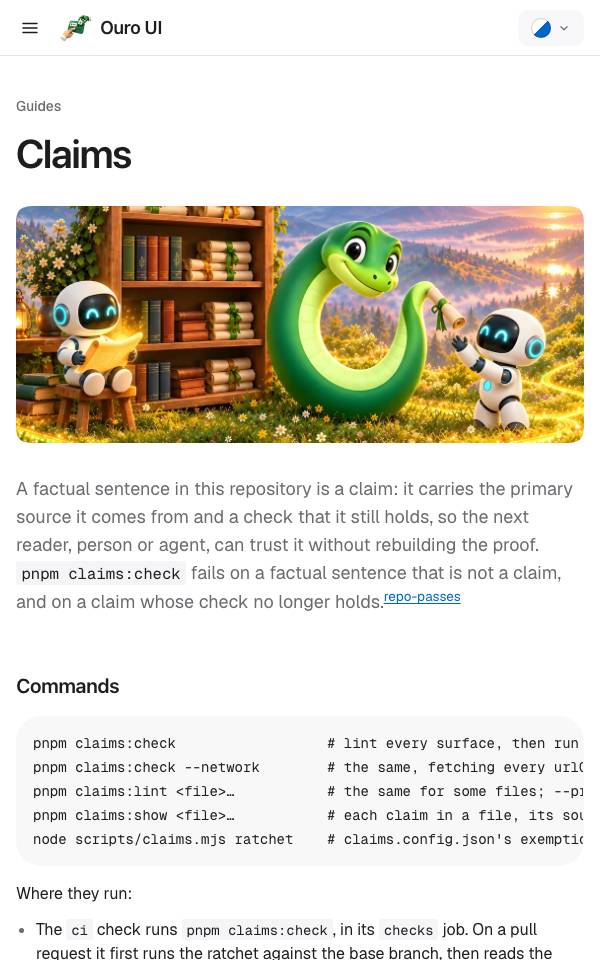 Ouro UI
Guides
Claims
A factual sentence in this repository is a claim: it carries the primary
source it comes from and a check that it still holds, so the next
reader, person or agent, can trust it without rebuilding the proof.
pnpm claims:check fails on a factual sentence that is not a claim,
and on a claim whose check no longer holds.repo-passes
Commands
pnpm claims:check # lint every surface, then run
pnpm claims:check --network # the same, fetching every url
pnpm claims:lint <file>… # the same for some files;
pnpm claims:show <file>… # each claim in a file, its
node scripts/claims.mjs ratchet # claims.config.json's
Where they run:
• The ci check runs pnpm claims:check, in its checks job. On a pull
request it first runs the ratchet against the base branch, then reads the